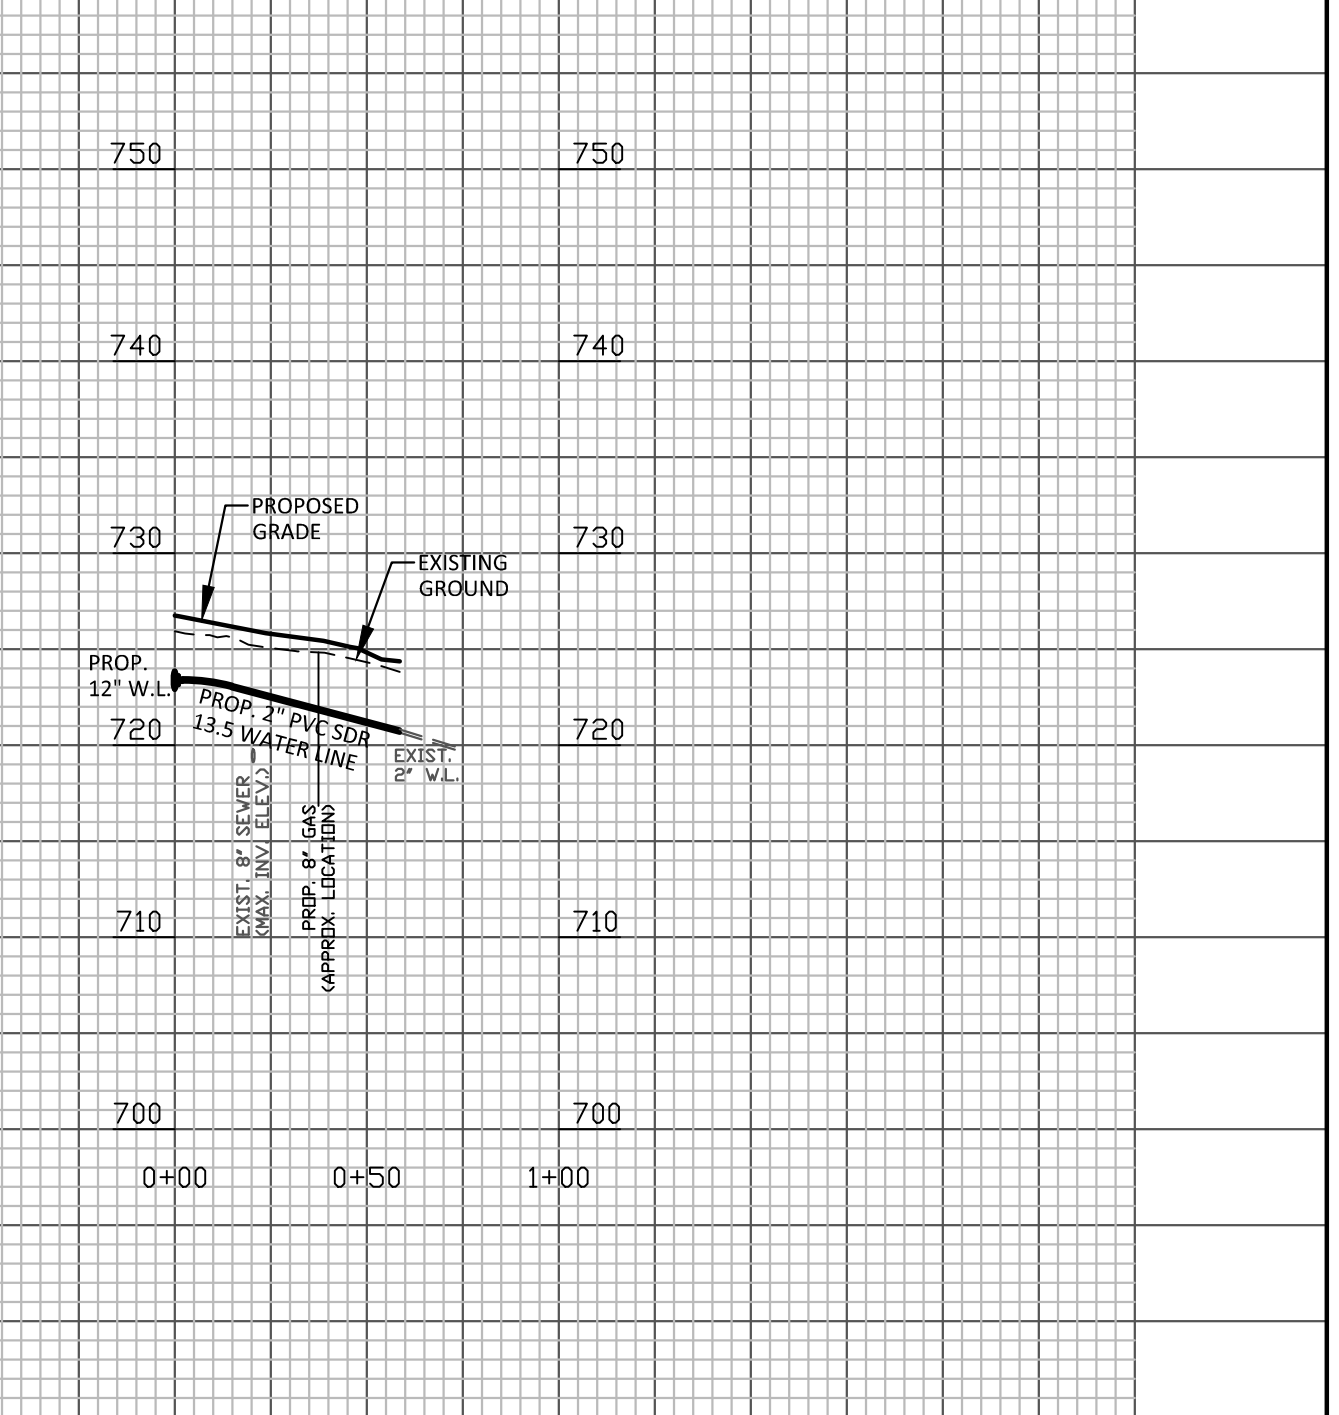 750
750
740
740
PROPOSED
GRADE
730
730
EXISTING
GROUND
PROP.
12" W.L.
PROP. 2" PVC SDR
13.5 WATER LINE
720
720
EXIST.
2" W.L.
EXIST. 8" SEWER
(MAX. INV. ELEV.)
PROP. 8" GAS
(APPROX. LOCATION)
710
710
700
700
0+00
0+50
1+00